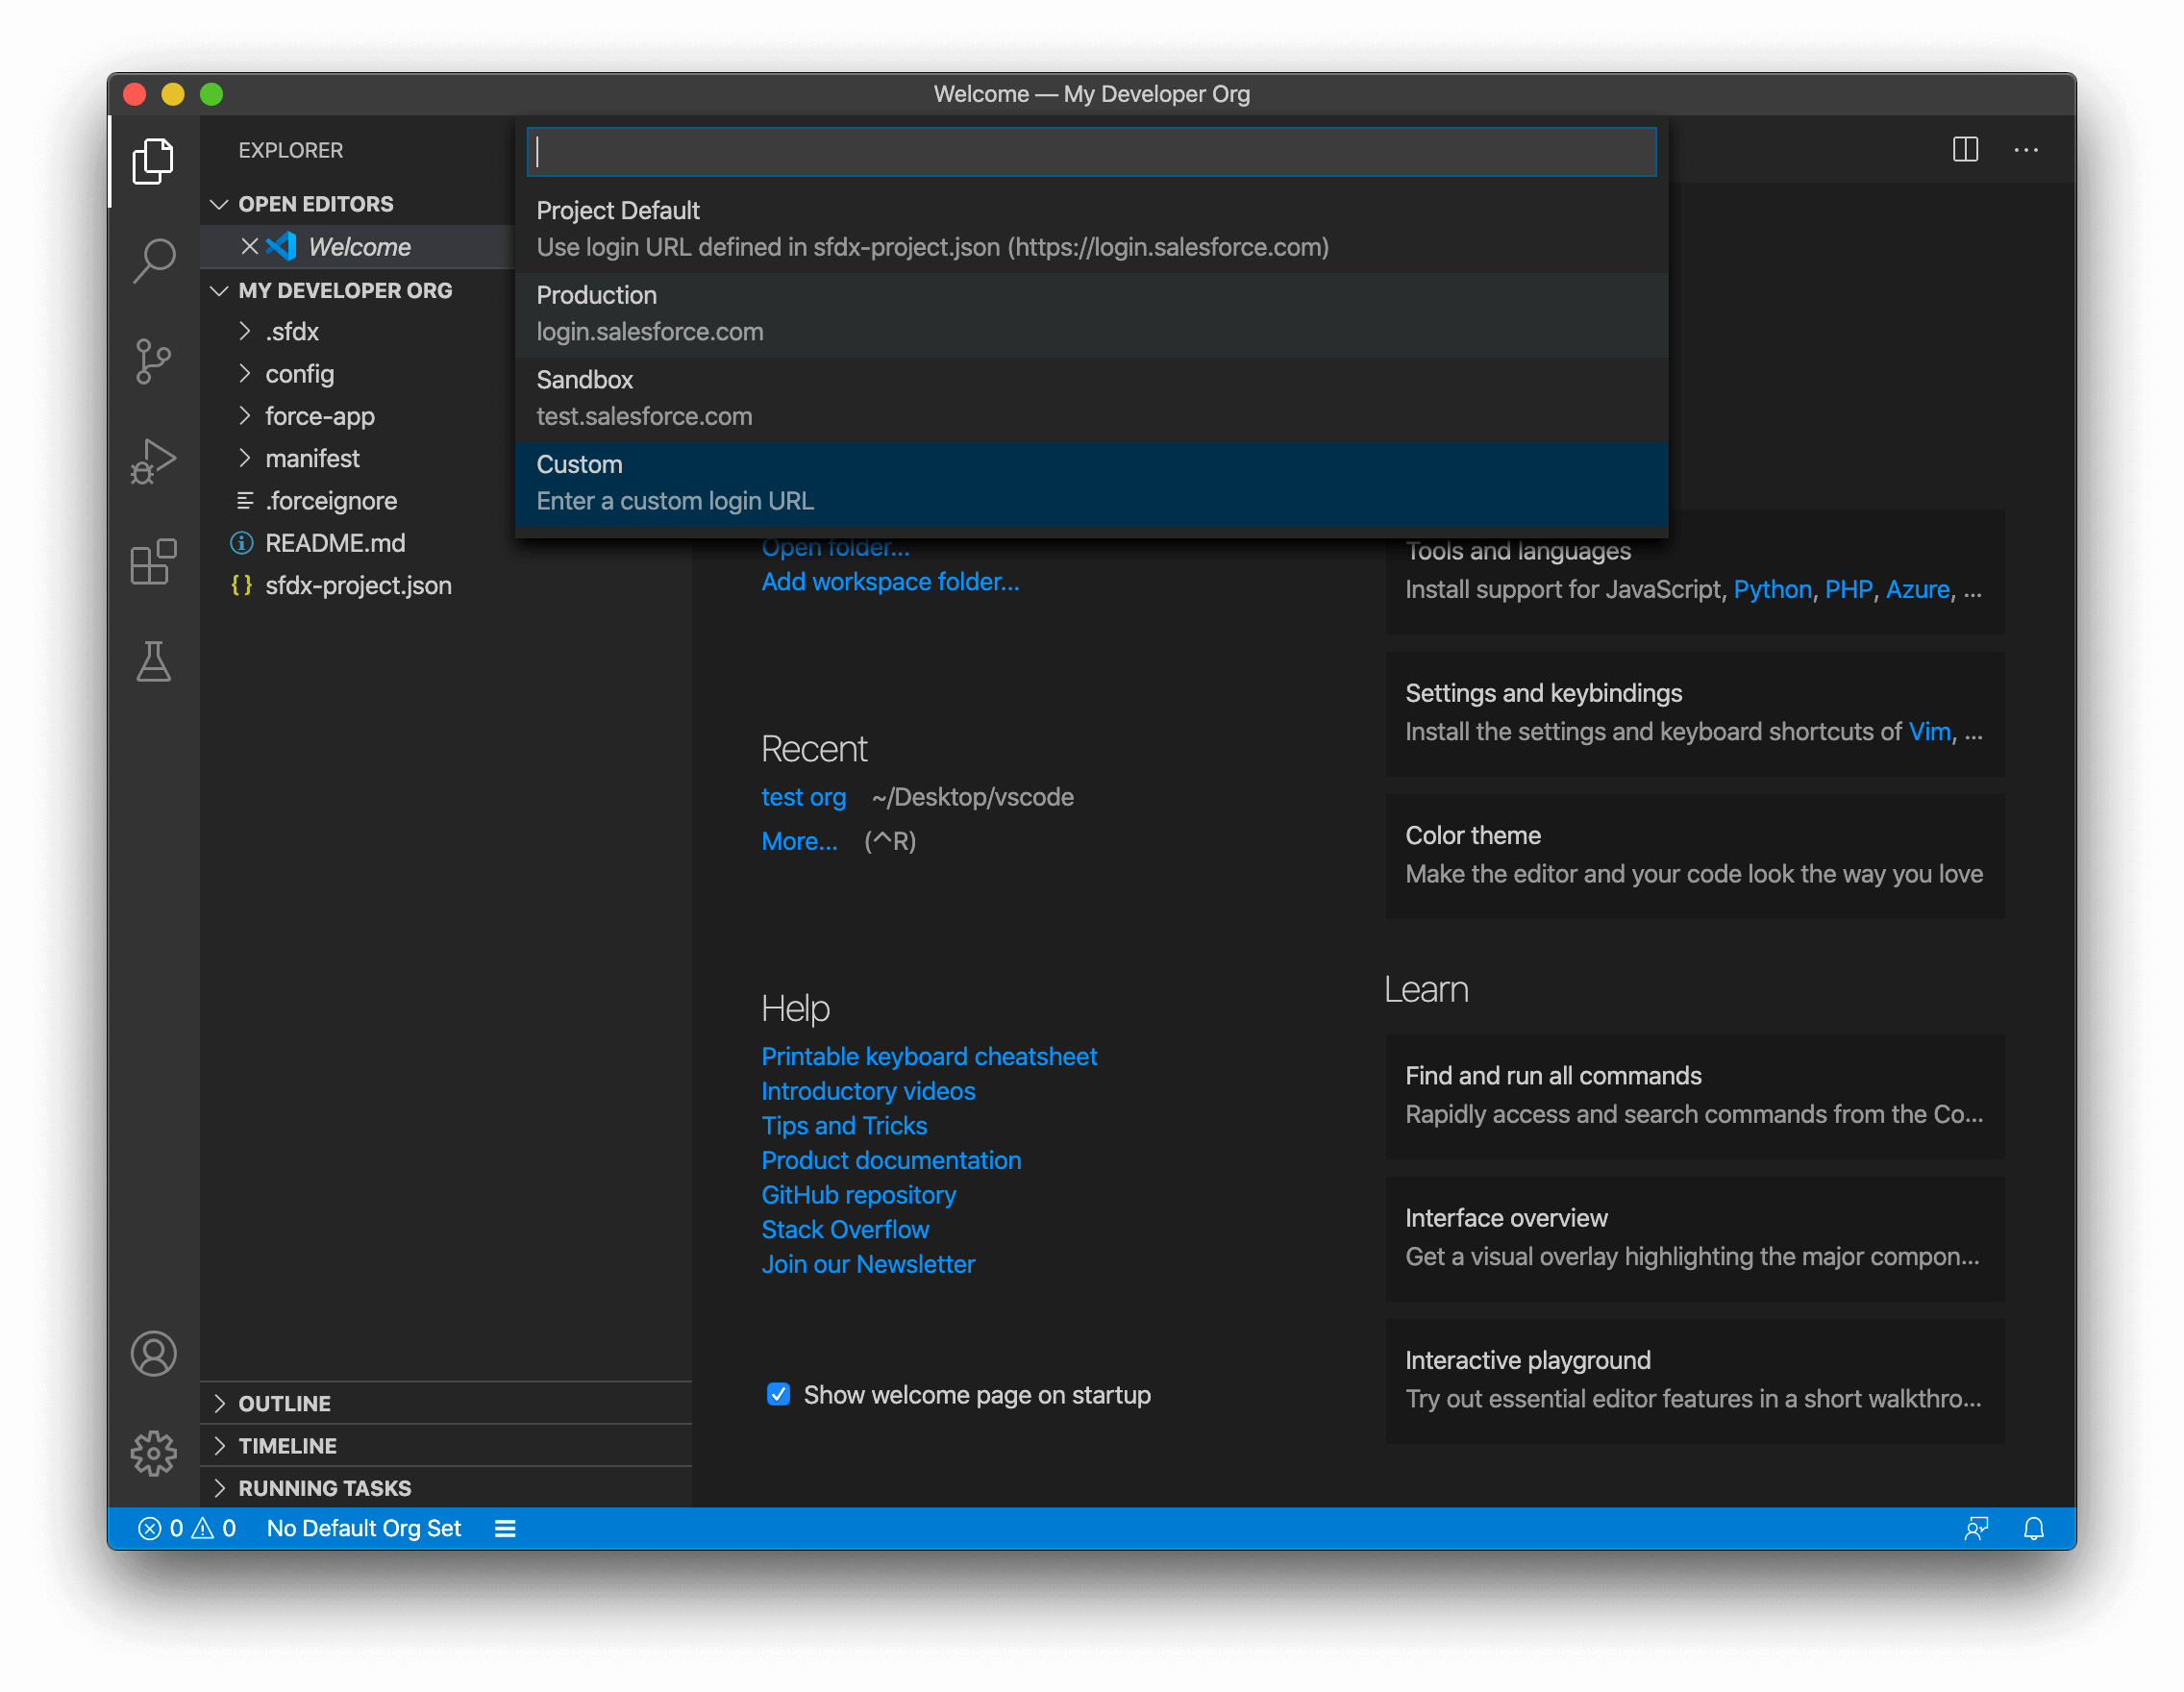 Welcome — My Developer Org
EXPLORER
OPEN EDITORS
Welcome
MY DEVELOPER ORG
.sfdx
config
force-app
manifest
.forceignore
README.md
{} sfdx-project.json
OUTLINE
TIMELINE
RUNNING TASKS
Project Default
Use login URL defined in sfdx-project.json (https://login.salesforce.com)
Production
login.salesforce.com
Sandbox
test.salesforce.com
Custom
Enter a custom login URL
Open folder...
Add workspace folder...
Recent
test org ~/Desktop/vscode
More... (^R)
Help
Printable keyboard cheatsheet
Introductory videos
Tips and Tricks
Product documentation
GitHub repository
Stack Overflow
Join our Newsletter
Show welcome page on startup
Tools and languages
Install support for JavaScript, Python, PHP, Azure, ...
Settings and keybindings
Install the settings and keyboard shortcuts of Vim, ...
Color theme
Make the editor and your code look the way you love
Learn
Find and run all commands
Rapidly access and search commands from the Co...
Interface overview
Get a visual overlay highlighting the major compon...
Interactive playground
Try out essential editor features in a short walkthro...
0 0 No Default Org Set